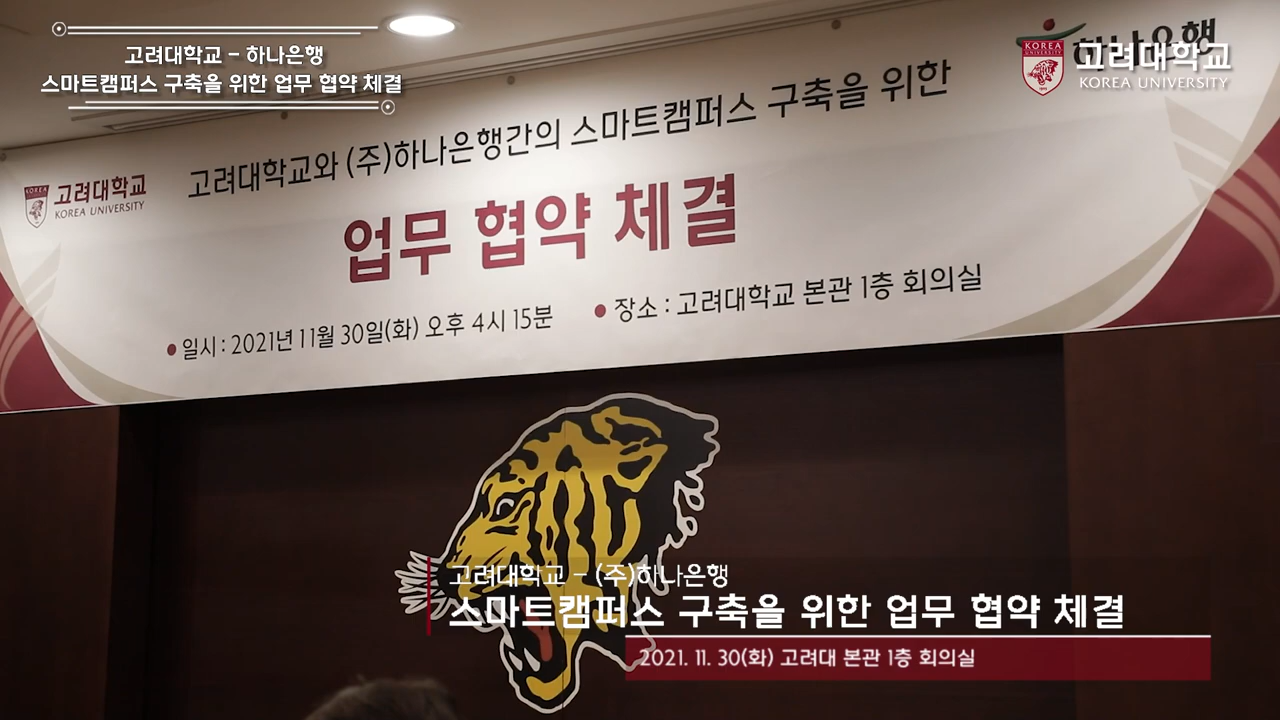 고려대학교 - 하나은행
스마트캠퍼스 구축을 위한 업무 협약 체결
하나은행
KOREA
UNIVERSITY
고려대학교
KOREA UNIVERSITY
고려대학교와 (주)하나은행간의 스마트캠퍼스 구축을 위한
KOREA
고려대학교
KOREA UNIVERSITY
업무 협약 체결
• 일시 : 2021년 11월 30일(화) 오후 4시 15분
• 장소 : 고려대학교 본관 1층 회의실
고려대학교 - (주)하나은행
스마트캠퍼스 구축을 위한 업무 협약 체결
2021. 11. 30(화) 고려대 본관 1층 회의실